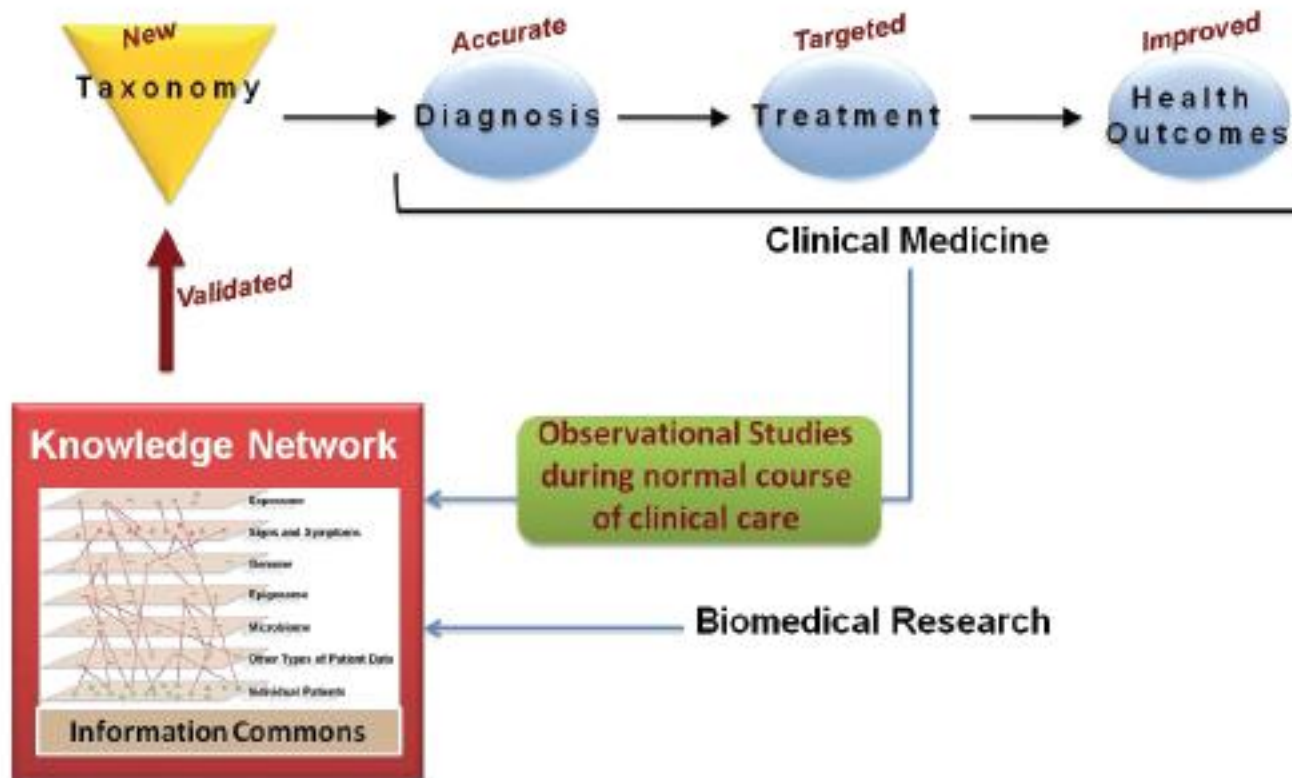 New
Taxonomy
Accurate
Diagnosis
Targeted
Treatment
Improved
Health
Outcomes
Clinical Medicine
Validated
Knowledge Network
Exposome
Signs and Symptoms
Genome
Epigenome
Microbiome
Other Types of Patient Data
Individual Patients
Information Commons
Observational Studies
during normal course
of clinical care
Biomedical Research